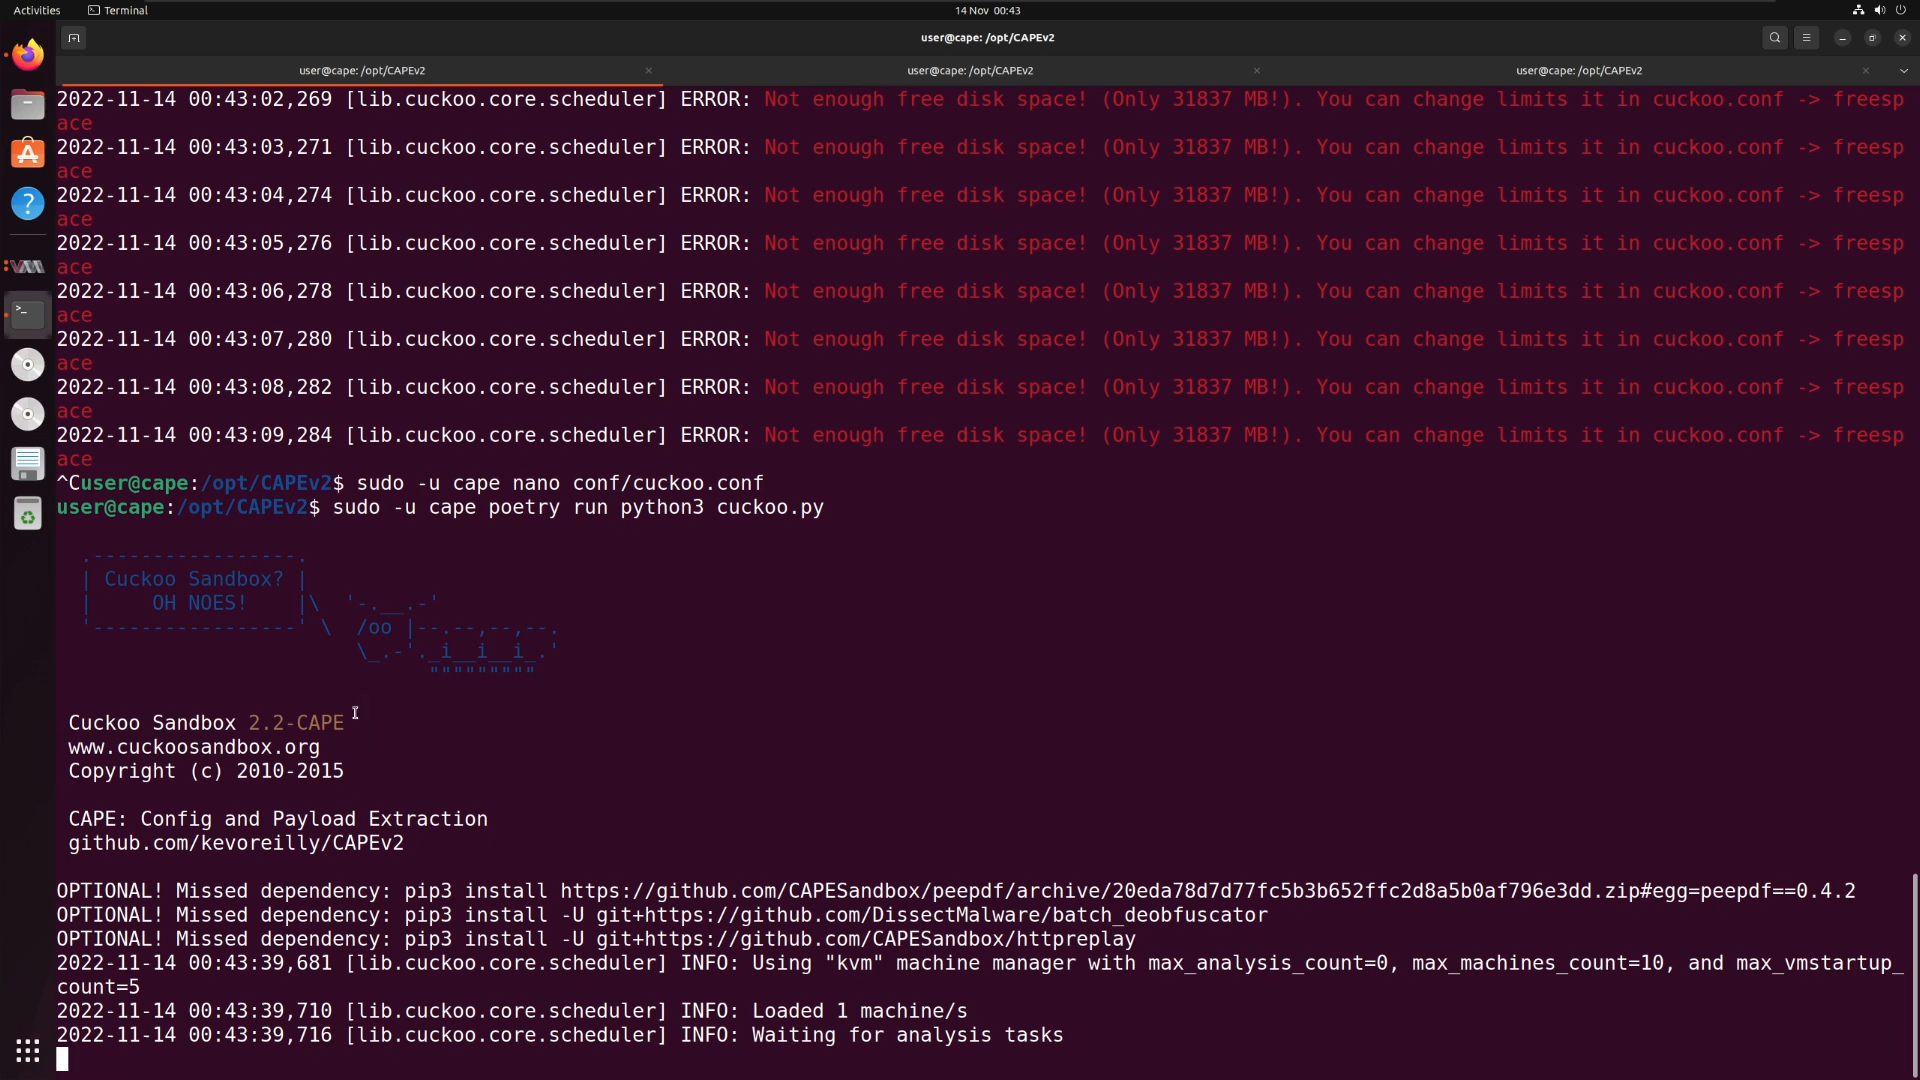 Activities
Terminal
14 Nov 00:43
user@cape: /opt/CAPEv2
user@cape: /opt/CAPEv2
user@cape: /opt/CAPEv2
user@cape: /opt/CAPEv2
2022-11-14 00:43:02,269 [lib.cuckoo.core.scheduler] ERROR: Not enough free disk space! (Only 31837 MB!). You can change limits it in cuckoo.conf -> freesp
ace
2022-11-14 00:43:03,271 [lib.cuckoo.core.scheduler] ERROR: Not enough free disk space! (Only 31837 MB!). You can change limits it in cuckoo.conf -> freesp
ace
2022-11-14 00:43:04,274 [lib.cuckoo.core.scheduler] ERROR: Not enough free disk space! (Only 31837 MB!). You can change limits it in cuckoo.conf -> freesp
ace
2022-11-14 00:43:05,276 [lib.cuckoo.core.scheduler] ERROR: Not enough free disk space! (Only 31837 MB!). You can change limits it in cuckoo.conf -> freesp
ace
2022-11-14 00:43:06,278 [lib.cuckoo.core.scheduler] ERROR: Not enough free disk space! (Only 31837 MB!). You can change limits it in cuckoo.conf -> freesp
ace
2022-11-14 00:43:07,280 [lib.cuckoo.core.scheduler] ERROR: Not enough free disk space! (Only 31837 MB!). You can change limits it in cuckoo.conf -> freesp
ace
2022-11-14 00:43:08,282 [lib.cuckoo.core.scheduler] ERROR: Not enough free disk space! (Only 31837 MB!). You can change limits it in cuckoo.conf -> freesp
ace
2022-11-14 00:43:09,284 [lib.cuckoo.core.scheduler] ERROR: Not enough free disk space! (Only 31837 MB!). You can change limits it in cuckoo.conf -> freesp
ace
^Cuser@cape:/opt/CAPEv2$ sudo -u cape nano conf/cuckoo.conf
user@cape:/opt/CAPEv2$ sudo -u cape poetry run python3 cuckoo.py
  .-----------------.
  | Cuckoo Sandbox? |
  |     OH NOES!    |\  '-.__.-'
  '-----------------' \  /oo |--.--,--,--.
                         \_.-'._i__i__i_.'
                               """""""""
Cuckoo Sandbox 2.2-CAPE
www.cuckoosandbox.org
Copyright (c) 2010-2015
CAPE: Config and Payload Extraction
github.com/kevoreilly/CAPEv2
OPTIONAL! Missed dependency: pip3 install https://github.com/CAPESandbox/peepdf/archive/20eda78d7d77fc5b3b652ffc2d8a5b0af796e3dd.zip#egg=peepdf==0.4.2
OPTIONAL! Missed dependency: pip3 install -U git+https://github.com/DissectMalware/batch_deobfuscator
OPTIONAL! Missed dependency: pip3 install -U git+https://github.com/CAPESandbox/httpreplay
2022-11-14 00:43:39,681 [lib.cuckoo.core.scheduler] INFO: Using "kvm" machine manager with max_analysis_count=0, max_machines_count=10, and max_vmstartup_
count=5
2022-11-14 00:43:39,710 [lib.cuckoo.core.scheduler] INFO: Loaded 1 machine/s
2022-11-14 00:43:39,716 [lib.cuckoo.core.scheduler] INFO: Waiting for analysis tasks